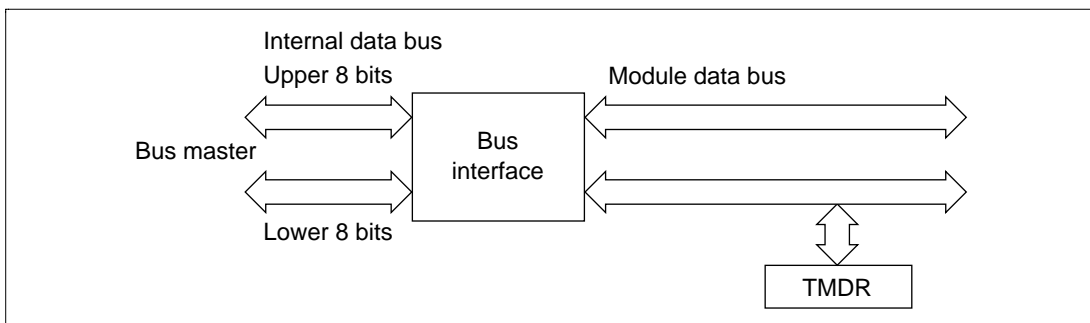 Internal data bus
Upper 8 bits
Module data bus
Bus master
Bus
interface
Lower 8 bits
TMDR